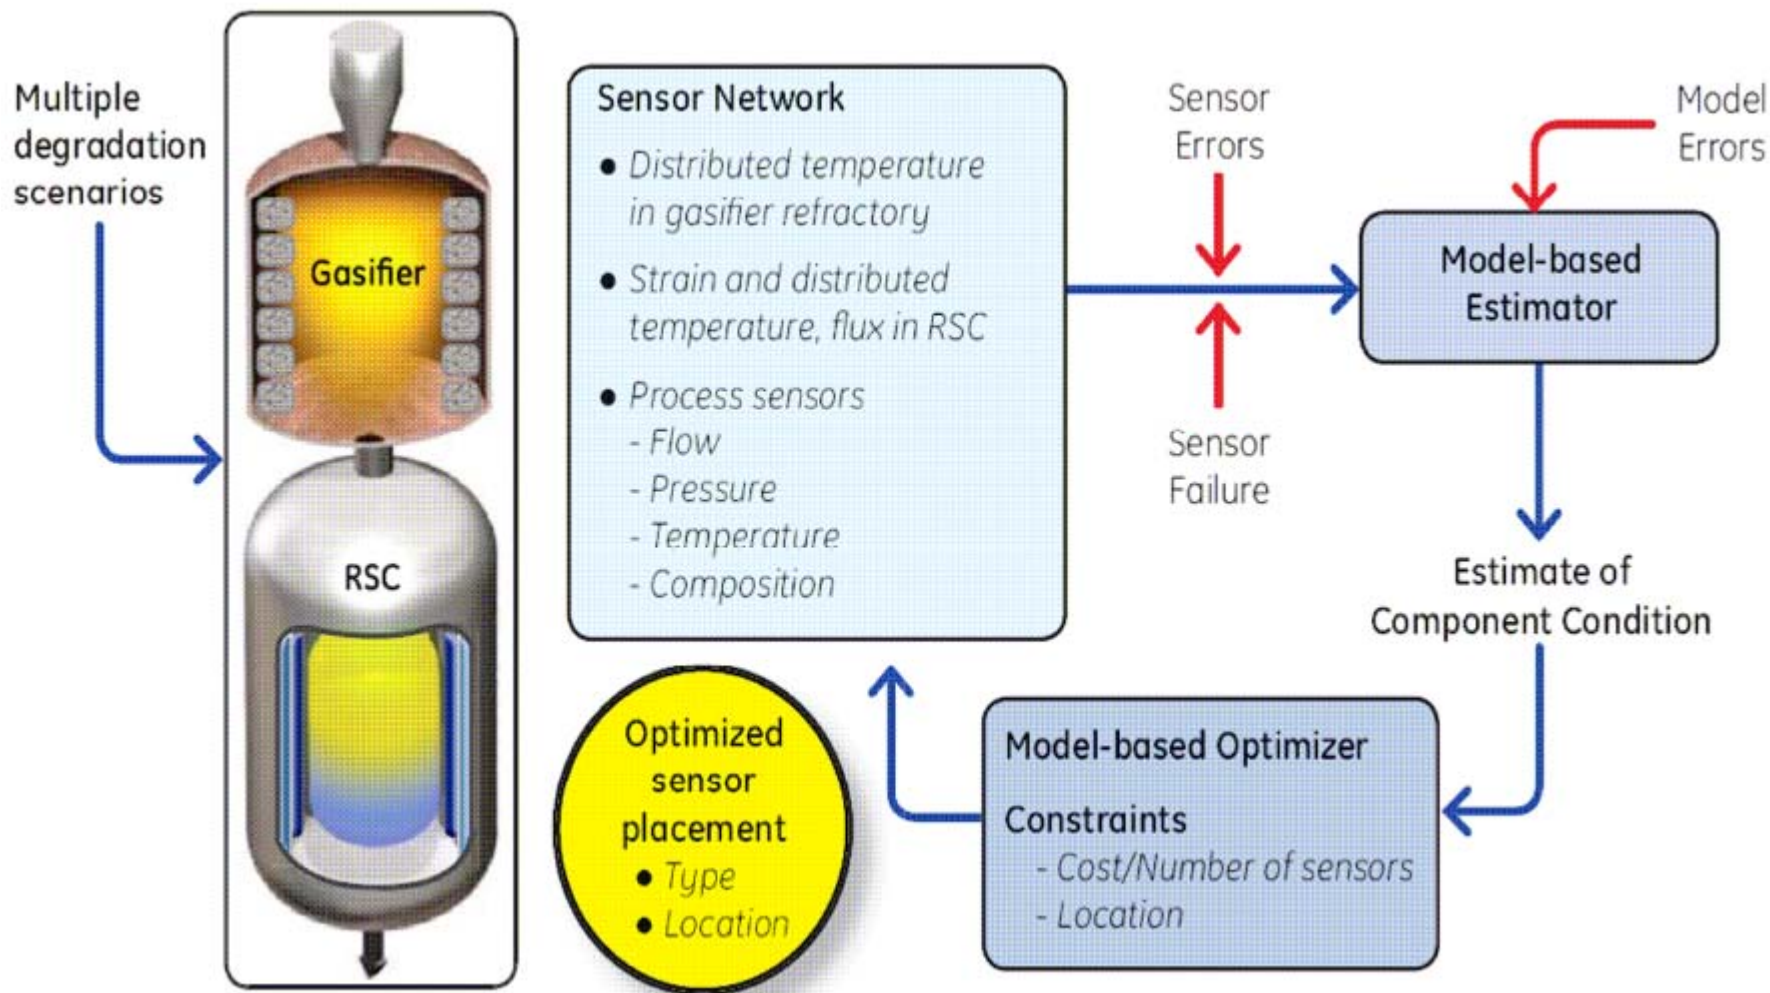 Multiple
degradation
scenarios
Gasifier
RSC
Sensor Network
● Distributed temperature
in gasifier refractory
● Strain and distributed
temperature, flux in RSC
● Process sensors
- Flow
- Pressure
- Temperature
- Composition
Sensor
Errors
Sensor
Failure
Model
Errors
Model-based
Estimator
Estimate of
Component Condition
Model-based Optimizer
Constraints
- Cost/Number of sensors
- Location
Optimized
sensor
placement
● Type
● Location